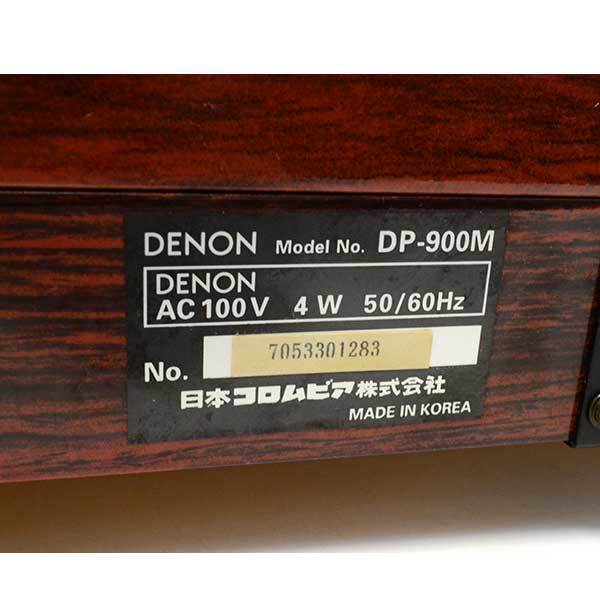 DENON Model No. DP-900M
DENON
AC 100V 4 W 50/60Hz
No. 7053301283
日本コロムビア株式会社
MADE IN KOREA